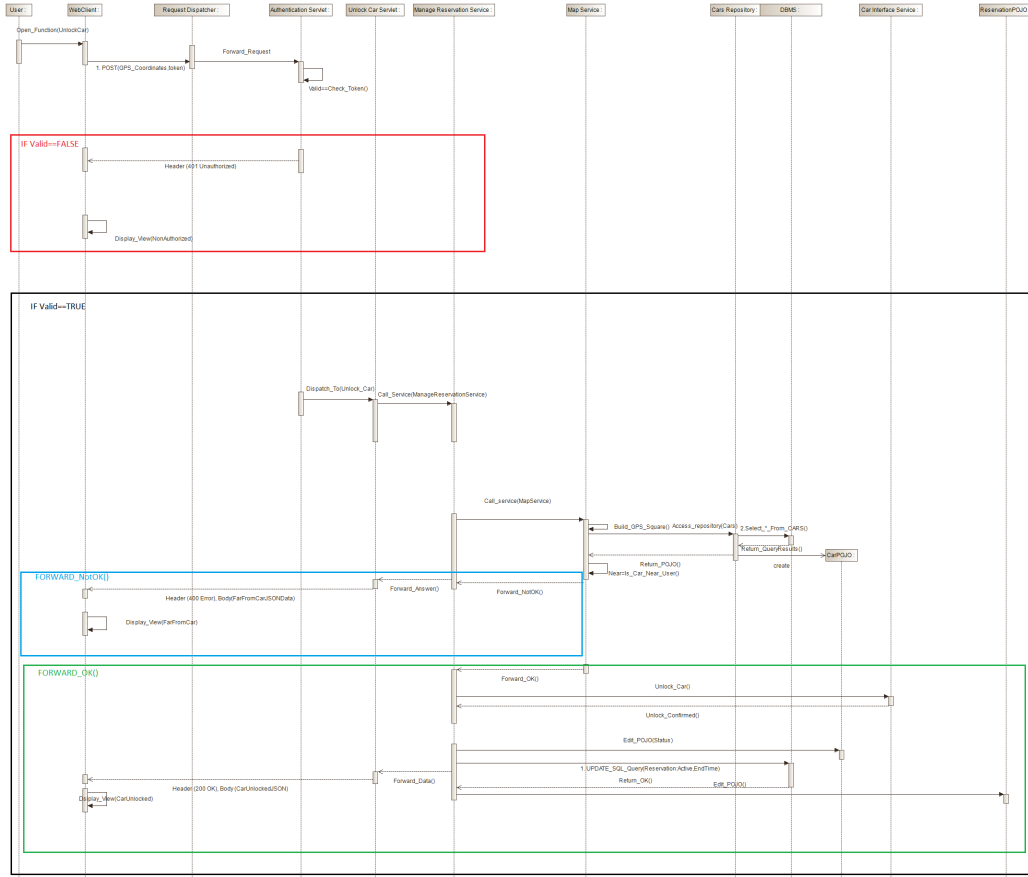 User :
WebClient :
Request Dispatcher :
Authentication Servlet :
Unlock Car Servlet :
Manage Reservation Service :
Map Service :
Cars Repository :
DBMS :
Car Interface Service :
ReservationPOJO
Open_Function(UnlockCar)
Forward_Request
1. POST(GPS_Coordinates,token)
Valid==Check_Token()
IF Valid==FALSE
Header (401 Unauthorized)
Display_View(NonAuthorized)
IF Valid==TRUE
Dispatch_To(Unlock_Car)
Call_Service(ManageReservationService)
Call_service(MapService)
Build_GPS_Square()
Access_repository(Cars)
2.Select_*_From_CARS()
Return_QueryResults()
CarPOJO :
Return_POJO()
create
Near=Is_Car_Near_User()
FORWARD_NotOK()
Forward_Answer()
Forward_NotOK()
Header (400 Error), Body(FarFromCarJSONData)
Display_View(FarFromCar)
FORWARD_OK()
Forward_OK()
Unlock_Car()
Unlock_Confirmed()
Edit_POJO(Status)
1. UPDATE_SQL_Query(Reservation:Active,EndTime)
Forward_Data()
Return_OK()
Edit_POJO()
Header (200 OK), Body (CarUnlockedJSON)
Display_View(CarUnlocked)